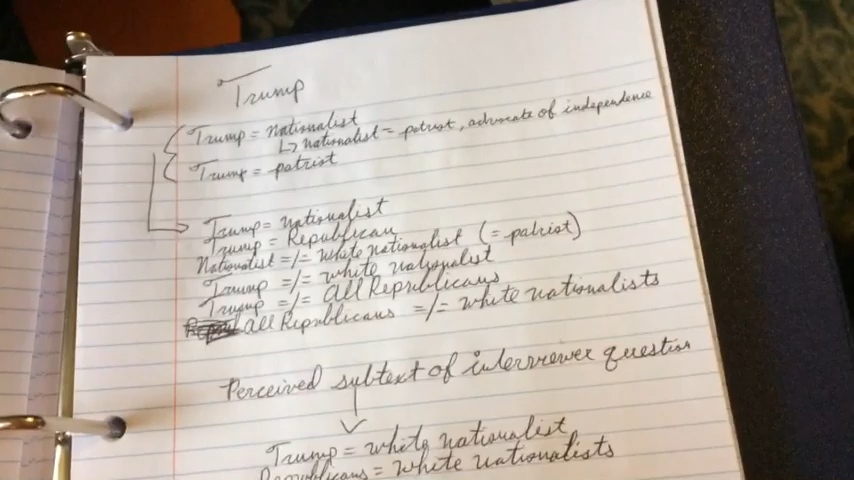 Trump
Trump = nationalist
↳ nationalist = patriot, advocate of independence
Trump = patriot
Trump = nationalist
Trump = Republican
Nationalist =/= white nationalist (= patriot)
Trump =/= white nationalist
Trump =/= All Republicans
All Republicans =/= white nationalists
Perceived subtext of interviewer question
Trump = white nationalist
Republicans = white nationalists